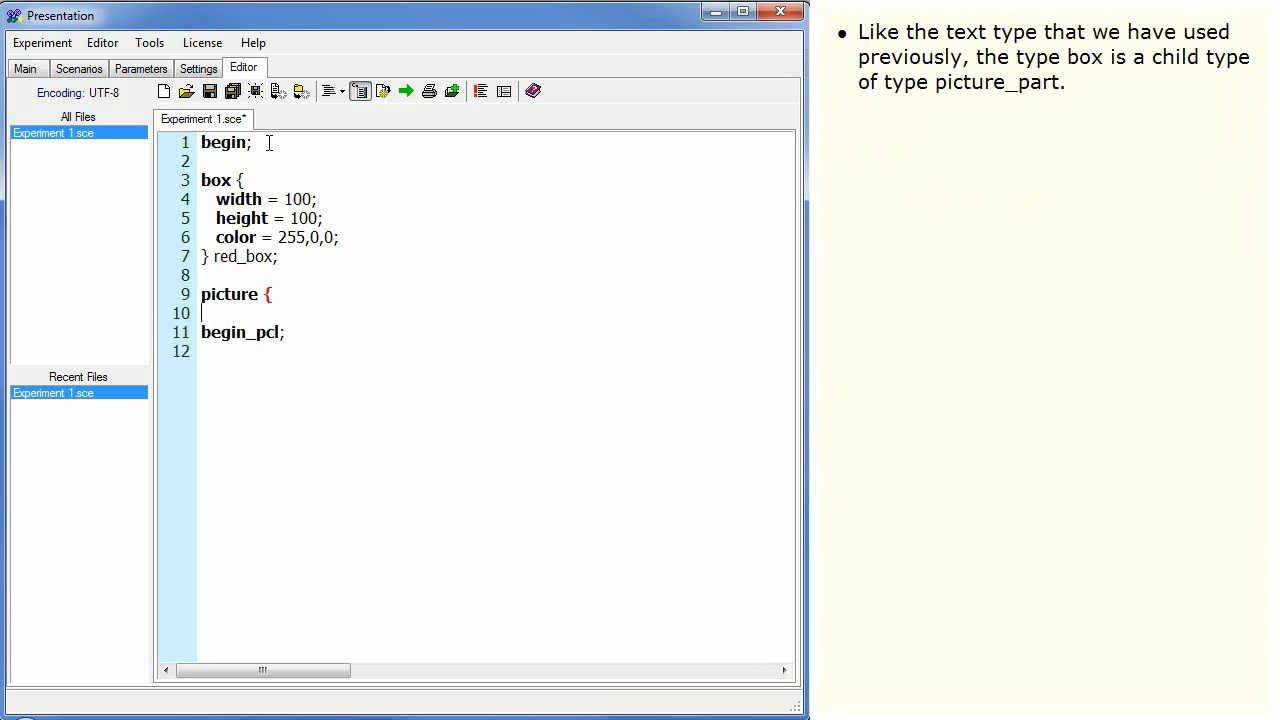 Presentation
Experiment Editor Tools License Help
Main Scenarios Parameters Settings Editor
Encoding: UTF-8
All Files
Experiment 1.sce
Recent Files
Experiment 1.sce
Experiment 1.sce*
1 begin;
2
3 box {
4 width = 100;
5 height = 100;
6 color = 255,0,0;
7 } red_box;
8
9 picture {
10
11 begin_pcl;
12
• Like the text type that we have used
previously, the type box is a child type
of type picture_part.